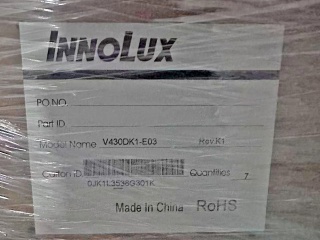 INNOLUX
PO NO
Part ID
Model Name V430DK1-E03 Rev.K1
Carton ID Quantities 7
0JK1L3538G301K
Made in China RoHS